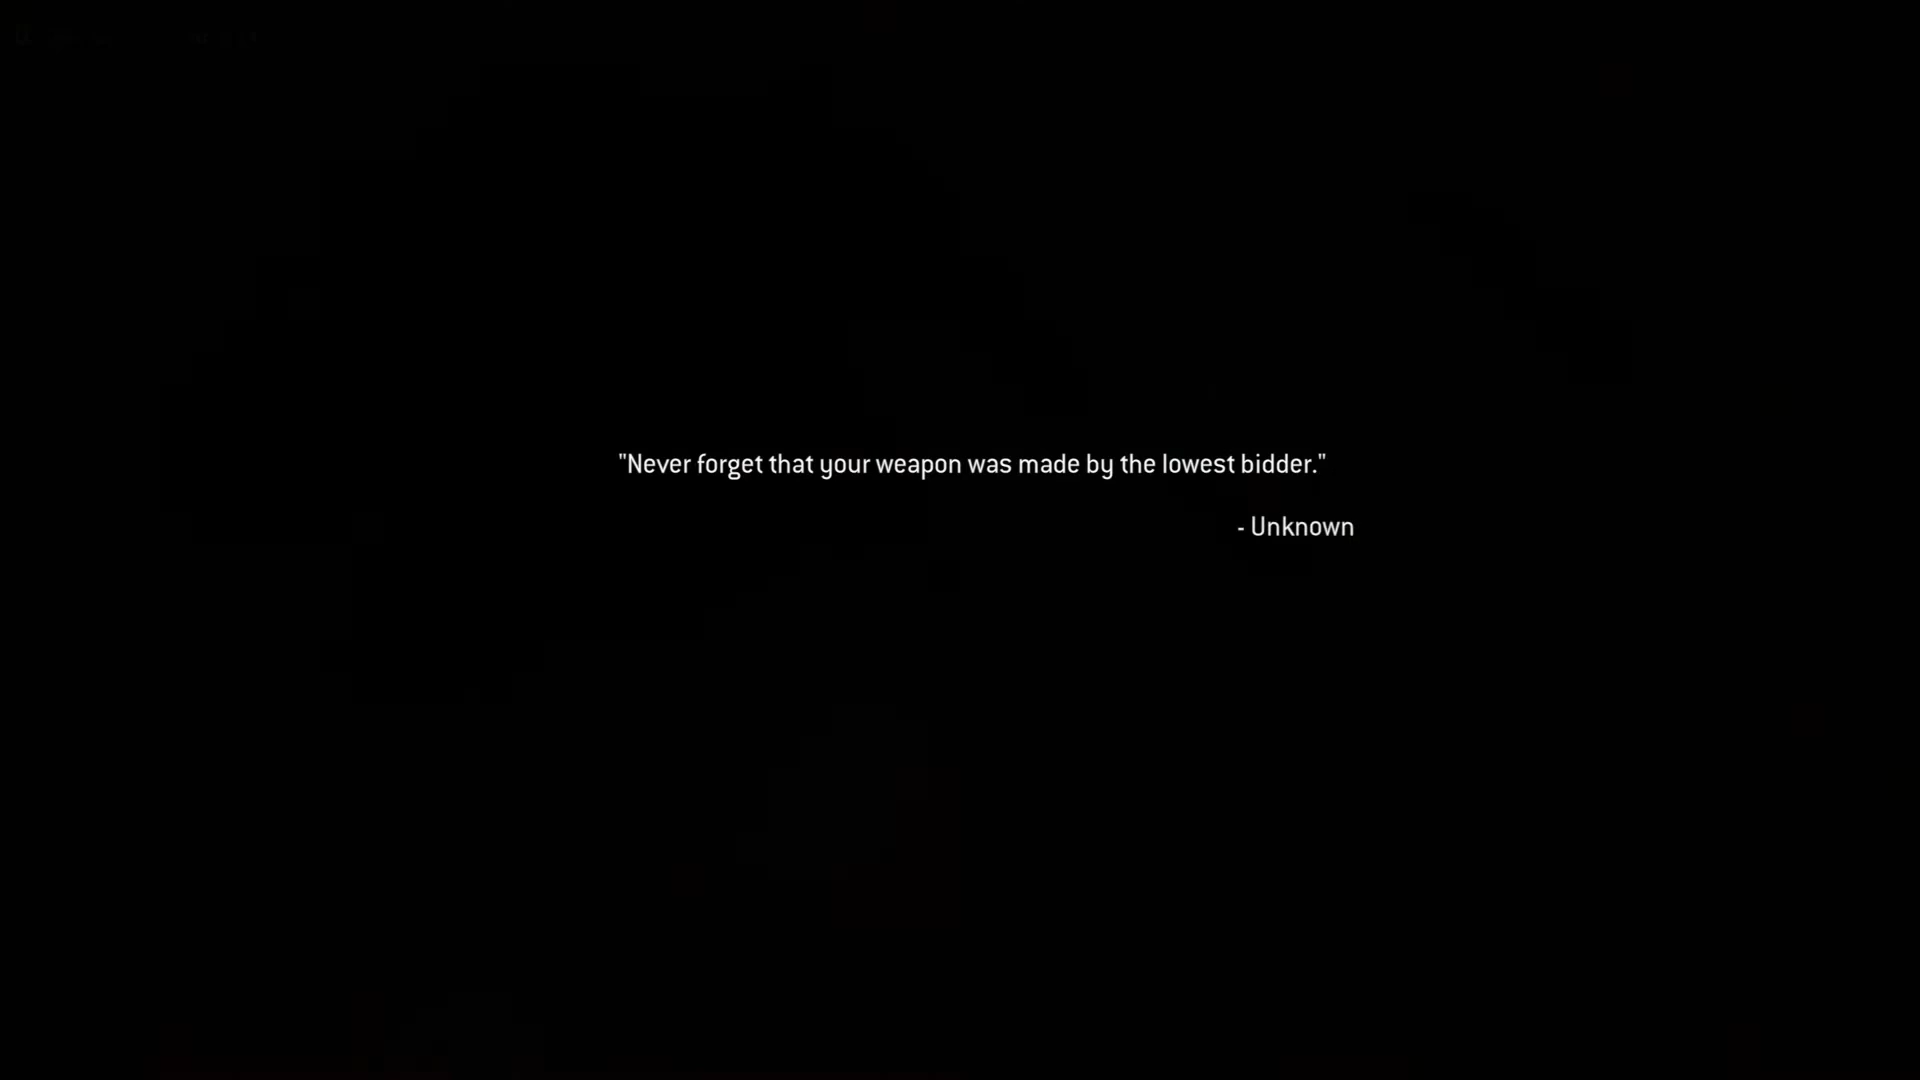 "Never forget that your weapon was made by the lowest bidder."
- Unknown